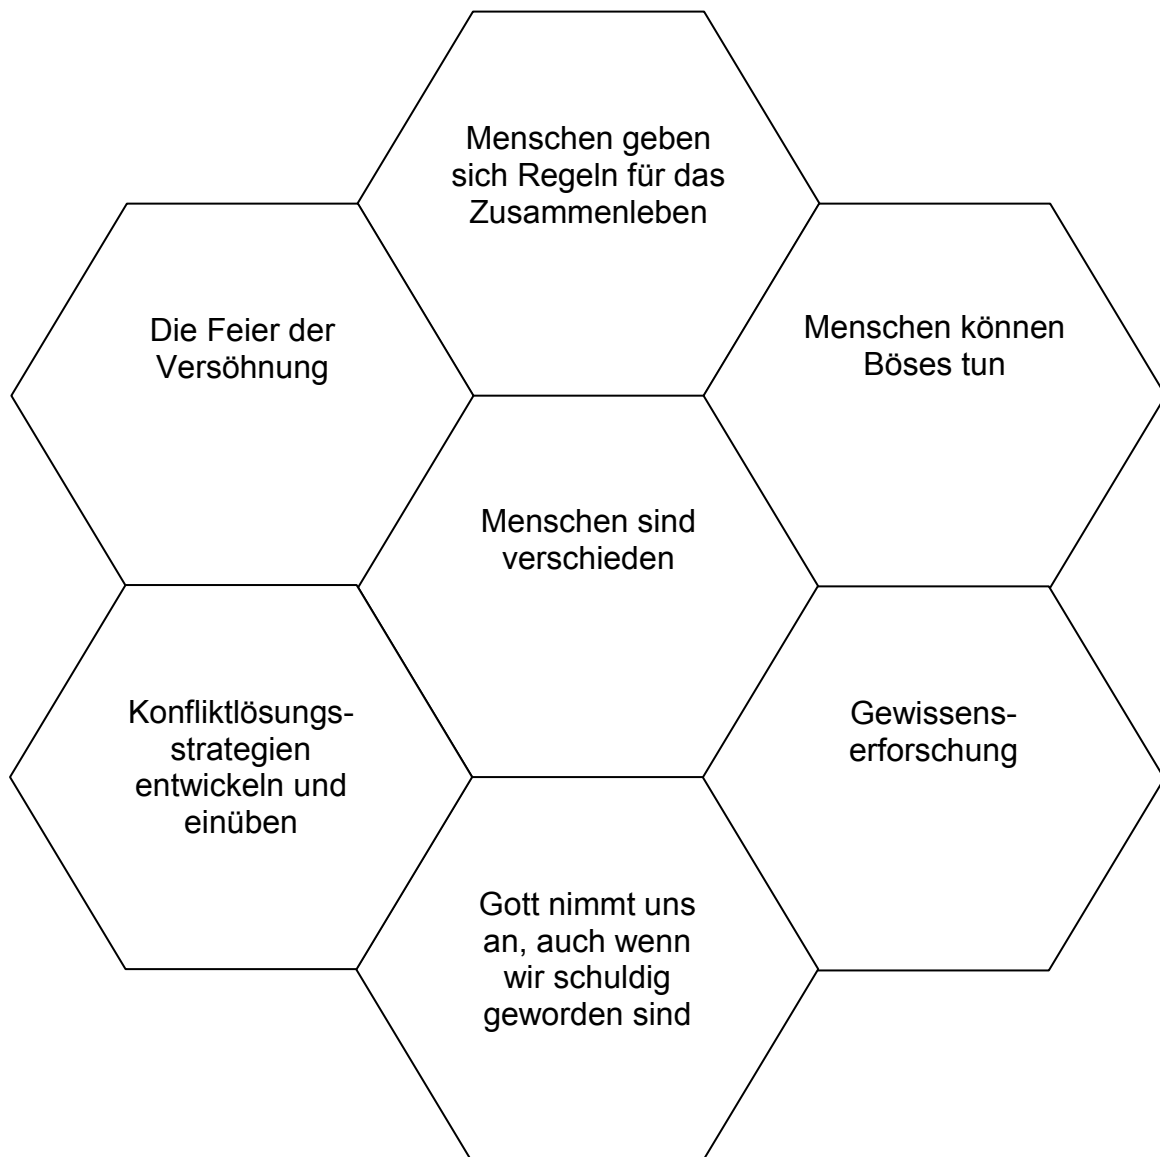 Menschen geben
sich Regeln für das
Zusammenleben
Die Feier der
Versöhnung
Menschen können
Böses tun
Menschen sind
verschieden
Konfliktlösungs-
strategien
entwickeln und
einüben
Gewissens-
erforschung
Gott nimmt uns
an, auch wenn
wir schuldig
geworden sind